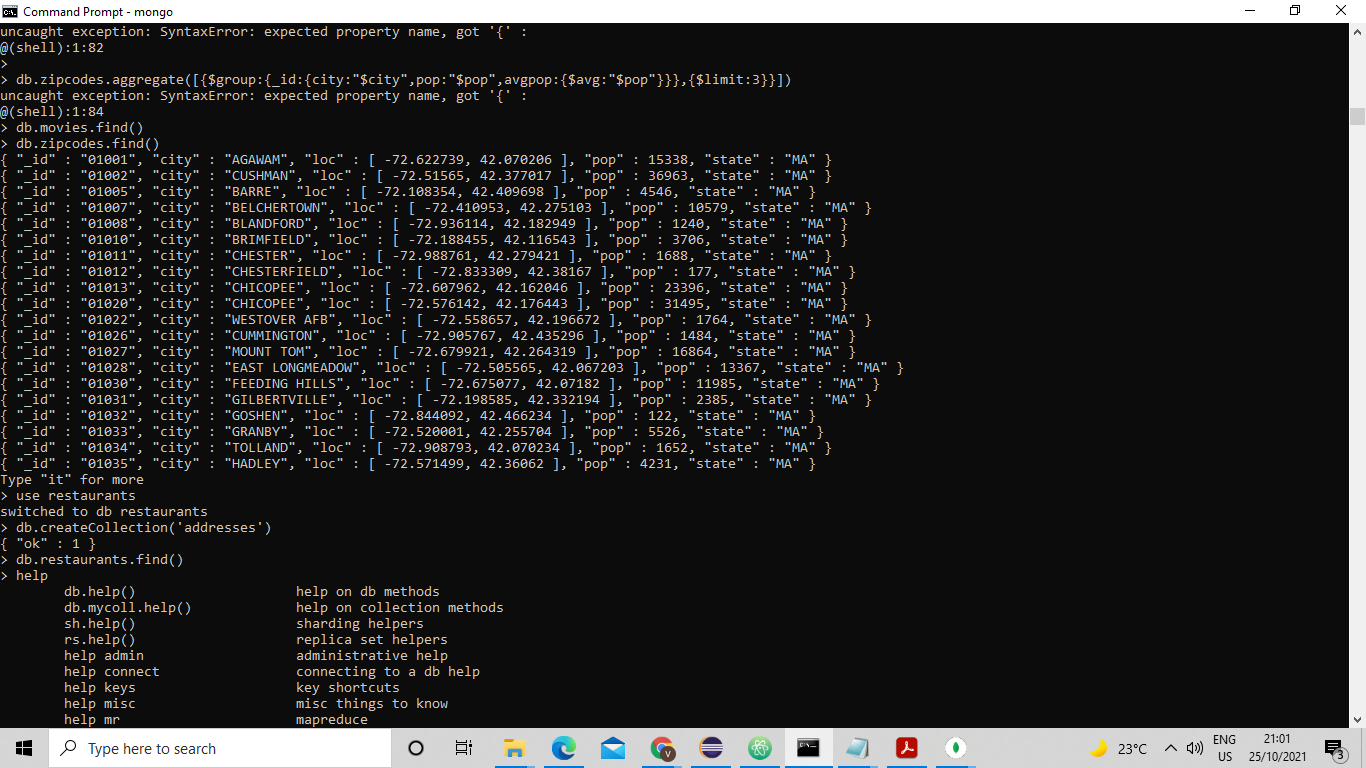 Command Prompt - mongo
uncaught exception: SyntaxError: expected property name, got '{' :
@(shell):1:82
>
> db.zipcodes.aggregate([{$group:{_id:{city:"$city",pop:"$pop",avgpop:{$avg:"$pop"}}},{$limit:3}}])
uncaught exception: SyntaxError: expected property name, got '{' :
@(shell):1:84
> db.movies.find()
> db.zipcodes.find()
{ "_id" : "01001", "city" : "AGAWAM", "loc" : [ -72.622739, 42.070206 ], "pop" : 15338, "state" : "MA" }
{ "_id" : "01002", "city" : "CUSHMAN", "loc" : [ -72.51565, 42.377017 ], "pop" : 36963, "state" : "MA" }
{ "_id" : "01005", "city" : "BARRE", "loc" : [ -72.108354, 42.409698 ], "pop" : 4546, "state" : "MA" }
{ "_id" : "01007", "city" : "BELCHERTOWN", "loc" : [ -72.410953, 42.275103 ], "pop" : 10579, "state" : "MA" }
{ "_id" : "01008", "city" : "BLANDFORD", "loc" : [ -72.936114, 42.182949 ], "pop" : 1240, "state" : "MA" }
{ "_id" : "01010", "city" : "BRIMFIELD", "loc" : [ -72.188455, 42.116543 ], "pop" : 3706, "state" : "MA" }
{ "_id" : "01011", "city" : "CHESTER", "loc" : [ -72.988761, 42.279421 ], "pop" : 1688, "state" : "MA" }
{ "_id" : "01012", "city" : "CHESTERFIELD", "loc" : [ -72.833309, 42.38167 ], "pop" : 177, "state" : "MA" }
{ "_id" : "01013", "city" : "CHICOPEE", "loc" : [ -72.607962, 42.162046 ], "pop" : 23396, "state" : "MA" }
{ "_id" : "01020", "city" : "CHICOPEE", "loc" : [ -72.576142, 42.176443 ], "pop" : 31495, "state" : "MA" }
{ "_id" : "01022", "city" : "WESTOVER AFB", "loc" : [ -72.558657, 42.196672 ], "pop" : 1764, "state" : "MA" }
{ "_id" : "01026", "city" : "CUMMINGTON", "loc" : [ -72.905767, 42.435296 ], "pop" : 1484, "state" : "MA" }
{ "_id" : "01027", "city" : "MOUNT TOM", "loc" : [ -72.679921, 42.264319 ], "pop" : 16864, "state" : "MA" }
{ "_id" : "01028", "city" : "EAST LONGMEADOW", "loc" : [ -72.505565, 42.067203 ], "pop" : 13367, "state" : "MA" }
{ "_id" : "01030", "city" : "FEEDING HILLS", "loc" : [ -72.675077, 42.07182 ], "pop" : 11985, "state" : "MA" }
{ "_id" : "01031", "city" : "GILBERTVILLE", "loc" : [ -72.198585, 42.332194 ], "pop" : 2385, "state" : "MA" }
{ "_id" : "01032", "city" : "GOSHEN", "loc" : [ -72.844092, 42.466234 ], "pop" : 122, "state" : "MA" }
{ "_id" : "01033", "city" : "GRANBY", "loc" : [ -72.520001, 42.255704 ], "pop" : 5526, "state" : "MA" }
{ "_id" : "01034", "city" : "TOLLAND", "loc" : [ -72.908793, 42.070234 ], "pop" : 1652, "state" : "MA" }
{ "_id" : "01035", "city" : "HADLEY", "loc" : [ -72.571499, 42.36062 ], "pop" : 4231, "state" : "MA" }
Type "it" for more
> use restaurants
switched to db restaurants
> db.createCollection('addresses')
{ "ok" : 1 }
> db.restaurants.find()
> help
db.help() help on db methods
db.mycoll.help() help on collection methods
sh.help() sharding helpers
rs.help() replica set helpers
help admin administrative help
help connect connecting to a db help
help keys key shortcuts
help misc misc things to know
help mr mapreduce
Type here to search
V
23°C
ENG
US
21:01
25/10/2021
3